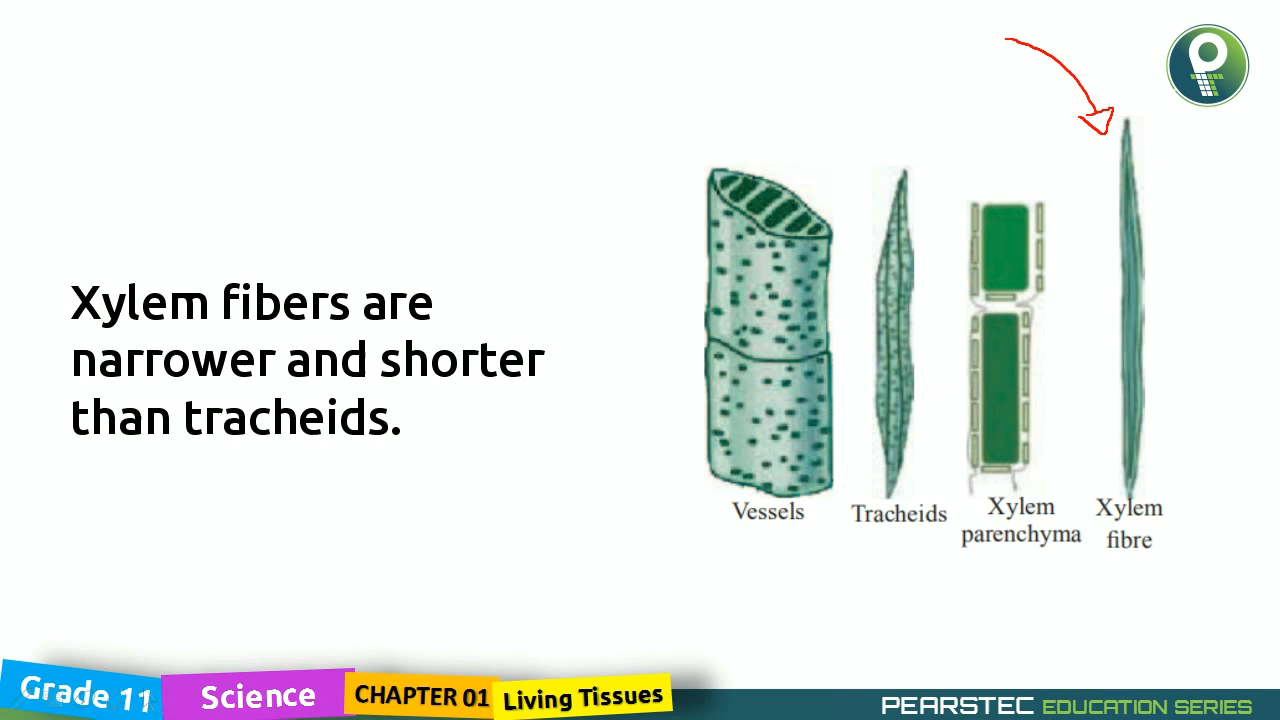 Xylem fibers are
narrower and shorter
than tracheids.
Vessels
Tracheids
Xylem
parenchyma
Xylem
fibre
Grade 11
Science
CHAPTER 01
Living Tissues
PEARSTEC EDUCATION SERIES